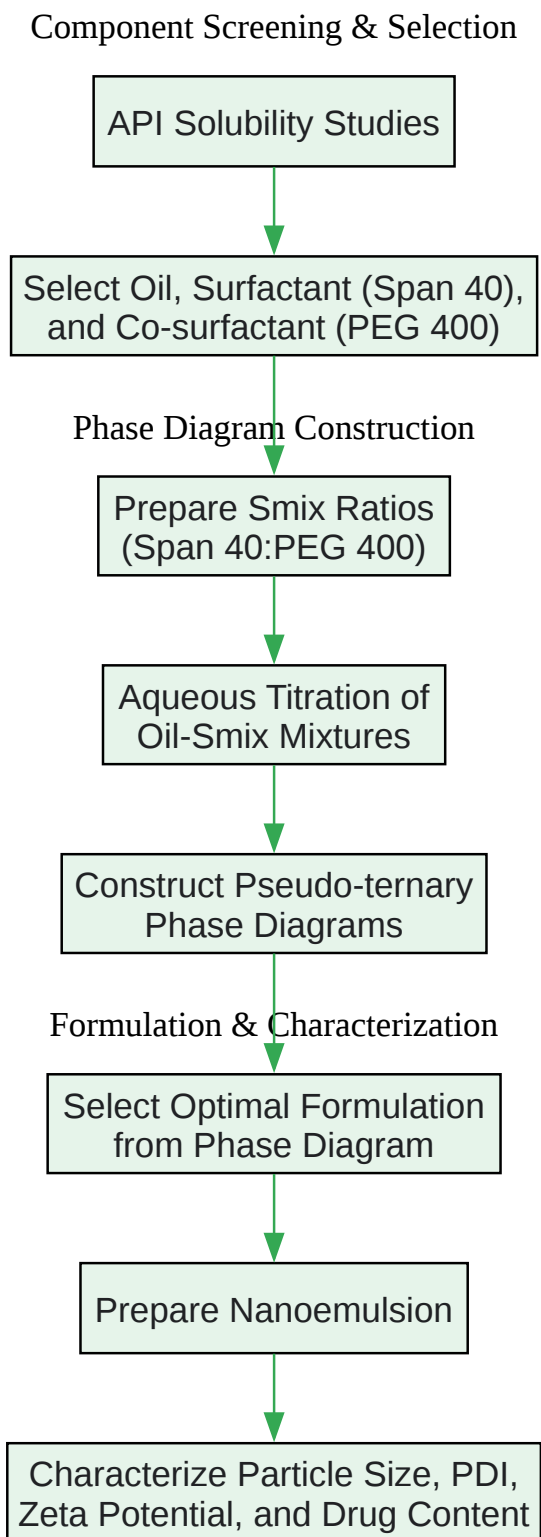 Component Screening & Selection
API Solubility Studies
Select Oil, Surfactant (Span 40),
and Co-surfactant (PEG 400)
Phase Diagram Construction
Prepare Smix Ratios
(Span 40:PEG 400)
Aqueous Titration of
Oil-Smix Mixtures
Construct Pseudo-ternary
Phase Diagrams
Formulation & Characterization
Select Optimal Formulation
from Phase Diagram
Prepare Nanoemulsion
Characterize Particle Size, PDI,
Zeta Potential, and Drug Content